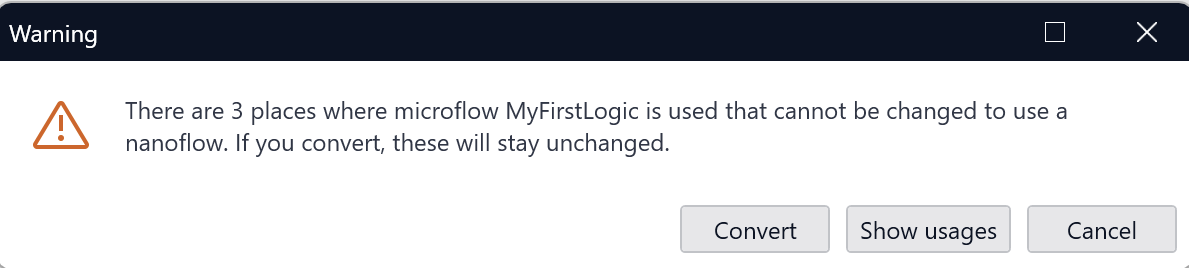 Warning
There are 3 places where microflow MyFirstLogic is used that cannot be changed to use a
nanoflow. If you convert, these will stay unchanged.
Convert Show usages Cancel